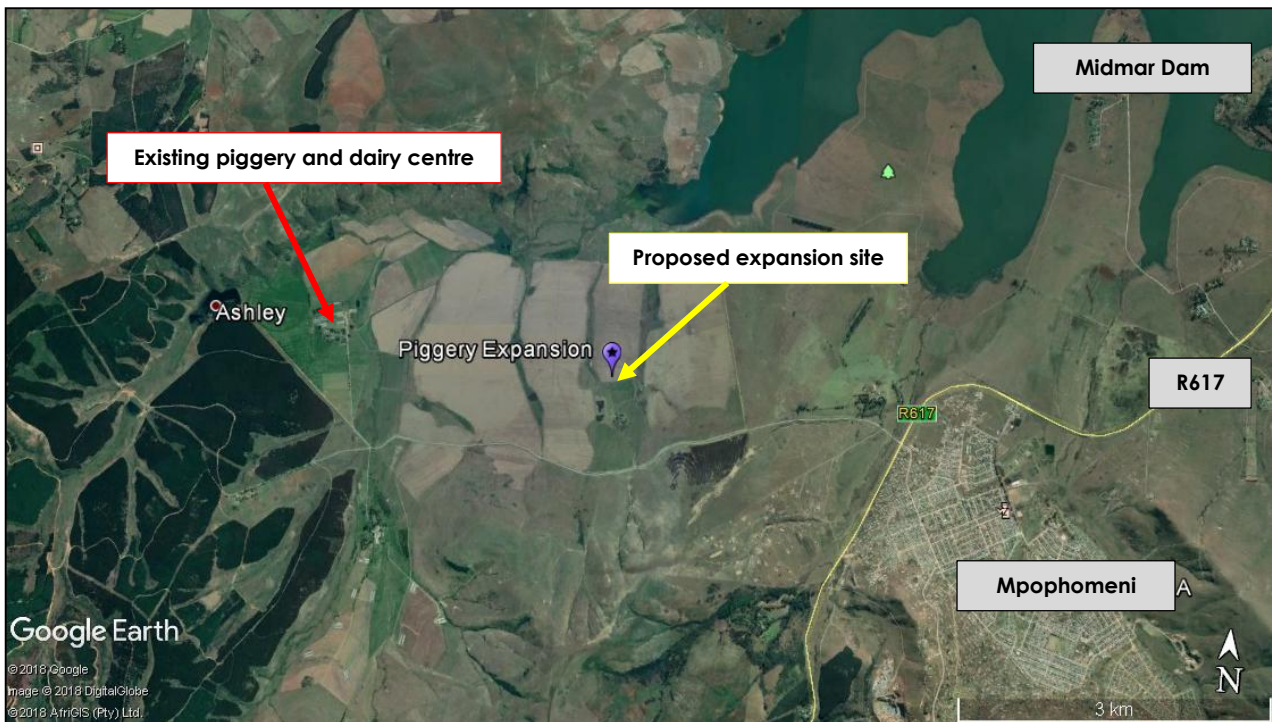 Midmar Dam
Existing piggery and dairy centre
Proposed expansion site
Ashley
Piggery Expansion
R617
R617
Mpophomeni
A
Google Earth
N
© 2018 Google
Image © 2018 DigitalGlobe
© 2018 AfriGIS (Pty) Ltd.
3 km